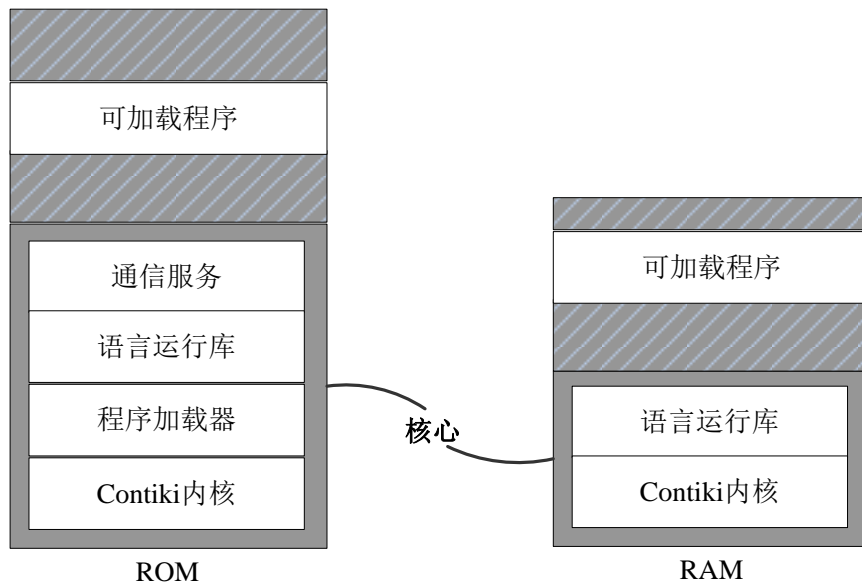 可加载程序
通信服务
语言运行库
程序加载器
Contiki内核
ROM
核心
可加载程序
语言运行库
Contiki内核
RAM